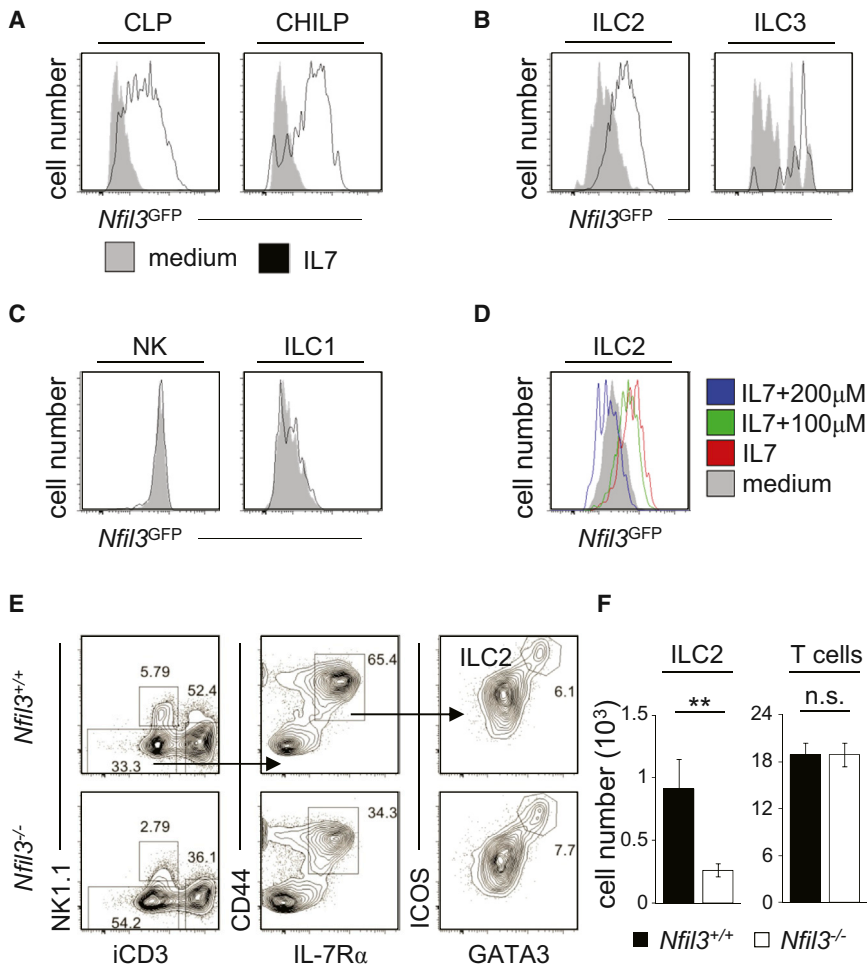 A
CLP
CHILP
cell number
Nfil3GFP
medium
IL7
B
ILC2
ILC3
cell number
Nfil3GFP
C
NK
ILC1
cell number
Nfil3GFP
D
ILC2
cell number
Nfil3GFP
IL7+200μM
IL7+100μM
IL7
medium
E
Nfil3+/+
5.79
52.4
33.3
65.4
ILC2
6.1
Nfil3-/-
2.79
36.1
54.2
34.3
7.7
NK1.1
CD44
ICOS
iCD3
IL-7Rα
GATA3
F
ILC2
T cells
**
n.s.
cell number (10³)
1.5
1
0.5
0
24
18
12
6
0
Nfil3+/+
Nfil3-/-